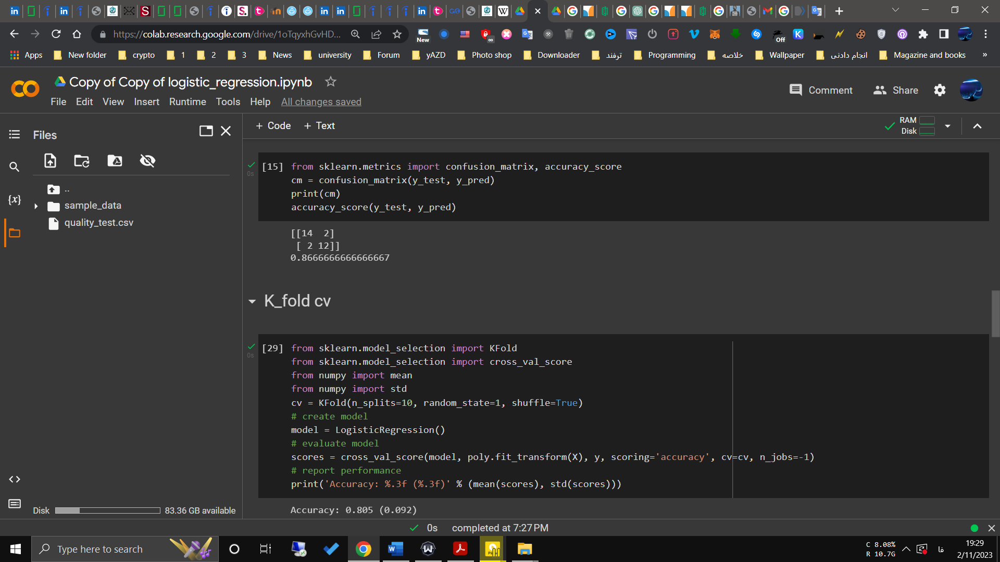 https://colab.research.google.com/drive/1oTqyxhGvHD...
New
Off
Apps
New folder
crypto
1
2
3
News
university
Forum
yAZD
Photo shop
Downloader
ترفند
Programming
خلاصه
Wallpaper
انجام دادنی
Magazine and books
»
Copy of Copy of logistic_regression.ipynb
Comment
Share
File Edit View Insert Runtime Tools Help All changes saved
Files
+ Code + Text
RAM
Disk
..
sample_data
quality_test.csv
{x}
0s
[15] from sklearn.metrics import confusion_matrix, accuracy_score
cm = confusion_matrix(y_test, y_pred)
print(cm)
accuracy_score(y_test, y_pred)
[[14  2]
 [ 2 12]]
0.8666666666666667
K_fold cv
0s
[29] from sklearn.model_selection import KFold
from sklearn.model_selection import cross_val_score
from numpy import mean
from numpy import std
cv = KFold(n_splits=10, random_state=1, shuffle=True)
# create model
model = LogisticRegression()
# evaluate model
scores = cross_val_score(model, poly.fit_transform(X), y, scoring='accuracy', cv=cv, n_jobs=-1)
# report performance
print('Accuracy: %.3f (%.3f)' % (mean(scores), std(scores)))
Accuracy: 0.805 (0.092)
Disk 83.36 GB available
0s completed at 7:27 PM
Type here to search
C 8.08%
R 10.7G
فا
19:29
2/11/2023